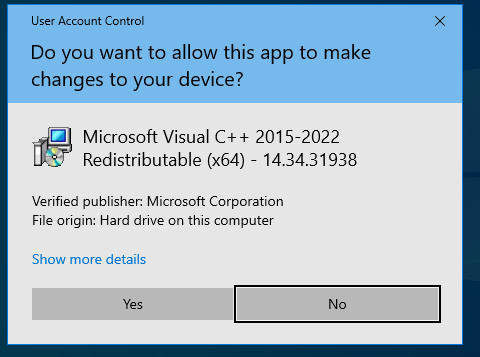 User Account Control
Do you want to allow this app to make
changes to your device?
Microsoft Visual C++ 2015-2022
Redistributable (x64) - 14.34.31938
Verified publisher: Microsoft Corporation
File origin: Hard drive on this computer
Show more details
Yes
No